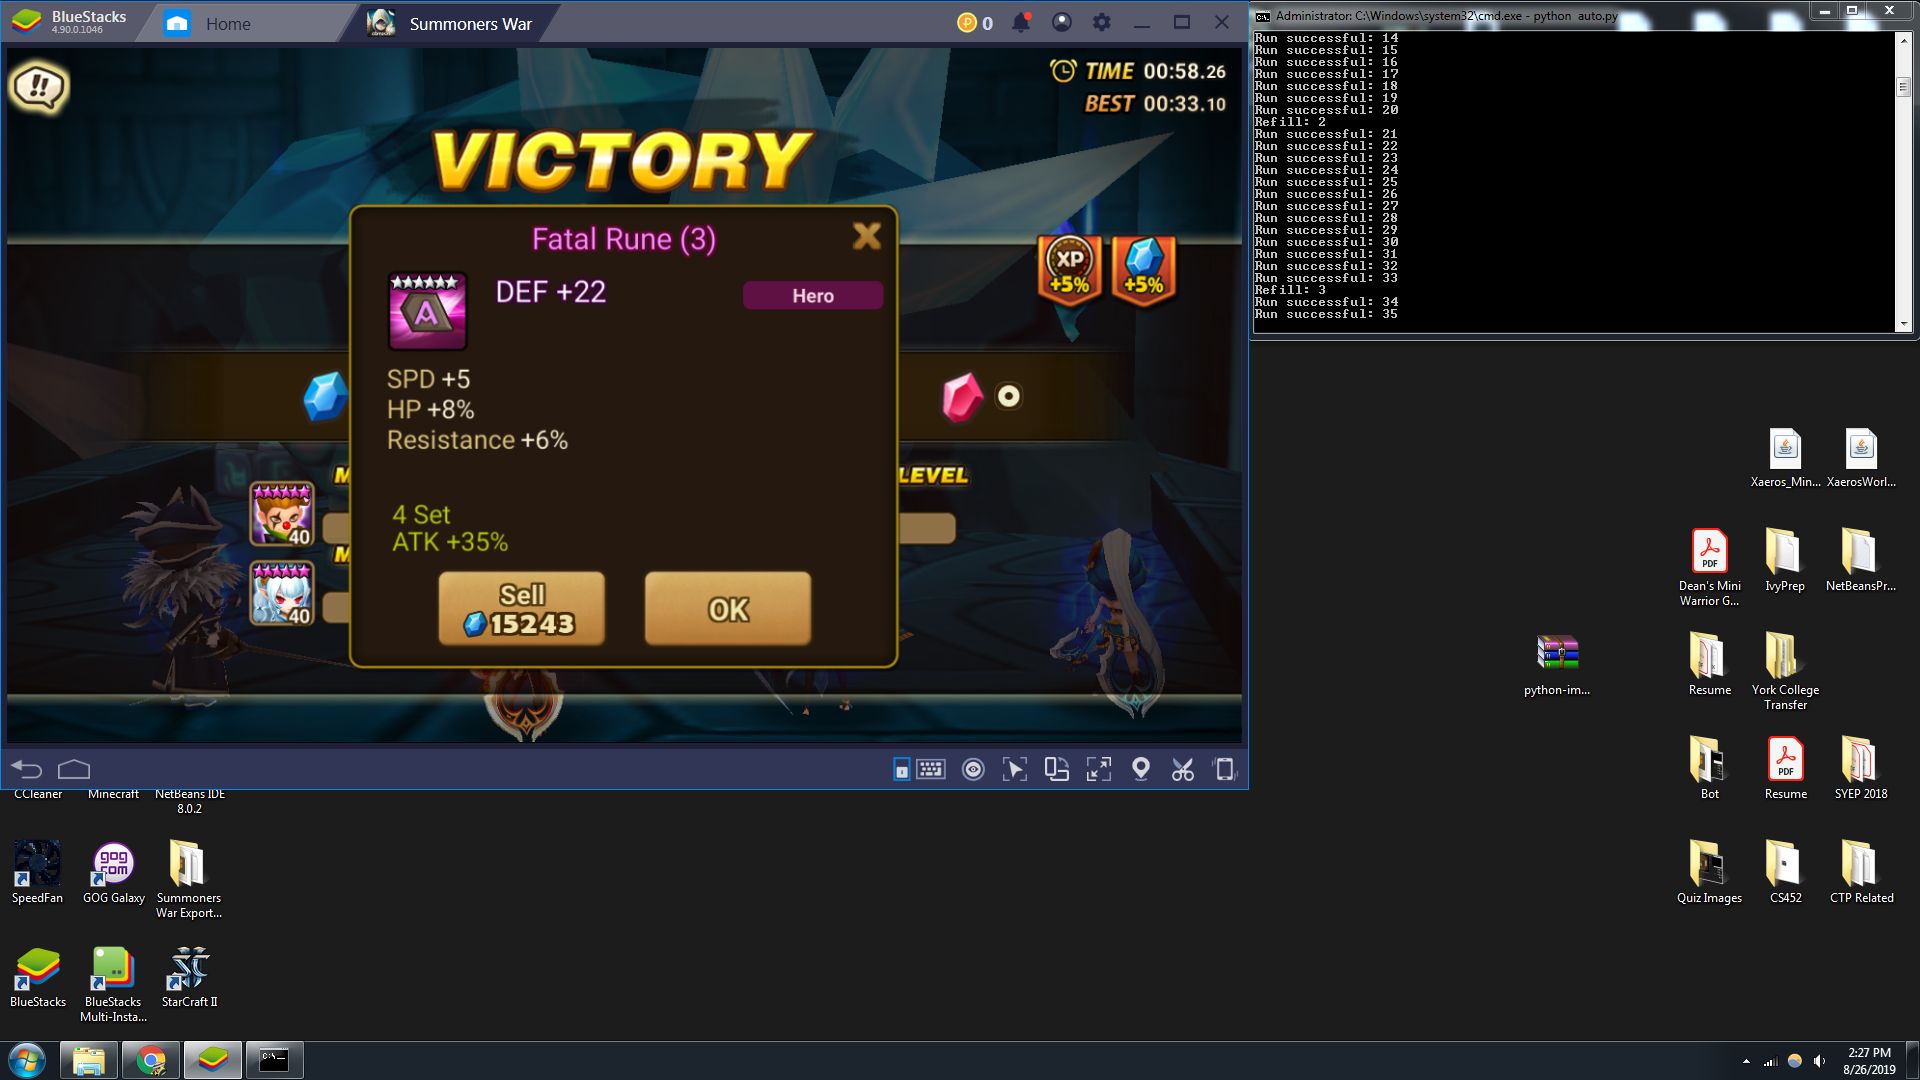 BlueStacks
4.90.0.1046
Home
Summoners War
0
TIME 00:58.26
BEST 00:33.10
VICTORY
Fatal Rune (3)
DEF +22
Hero
SPD +5
HP +8%
Resistance +6%
4 Set
ATK +35%
Sell
15243
OK
XP
+5%
+5%
M
LEVEL
40
M
40
Administrator: C:\Windows\system32\cmd.exe - python auto.py
Run successful: 14
Run successful: 15
Run successful: 16
Run successful: 17
Run successful: 18
Run successful: 19
Run successful: 20
Refill: 2
Run successful: 21
Run successful: 22
Run successful: 23
Run successful: 24
Run successful: 25
Run successful: 26
Run successful: 27
Run successful: 28
Run successful: 29
Run successful: 30
Run successful: 31
Run successful: 32
Run successful: 33
Refill: 3
Run successful: 34
Run successful: 35
Xaeros_Min...
XaerosWorl...
PDF
Dean's Mini
Warrior G...
IvyPrep
NetBeansPr...
python-im...
Resume
York College
Transfer
Bot
PDF
Resume
SYEP 2018
Quiz Images
CS452
CTP Related
CCleaner
Minecraft
NetBeans IDE
8.0.2
SpeedFan
gog
com
GOG Galaxy
Summoners
War Export...
BlueStacks
BlueStacks
Multi-Insta...
StarCraft II
C:\_
2:27 PM
8/26/2019